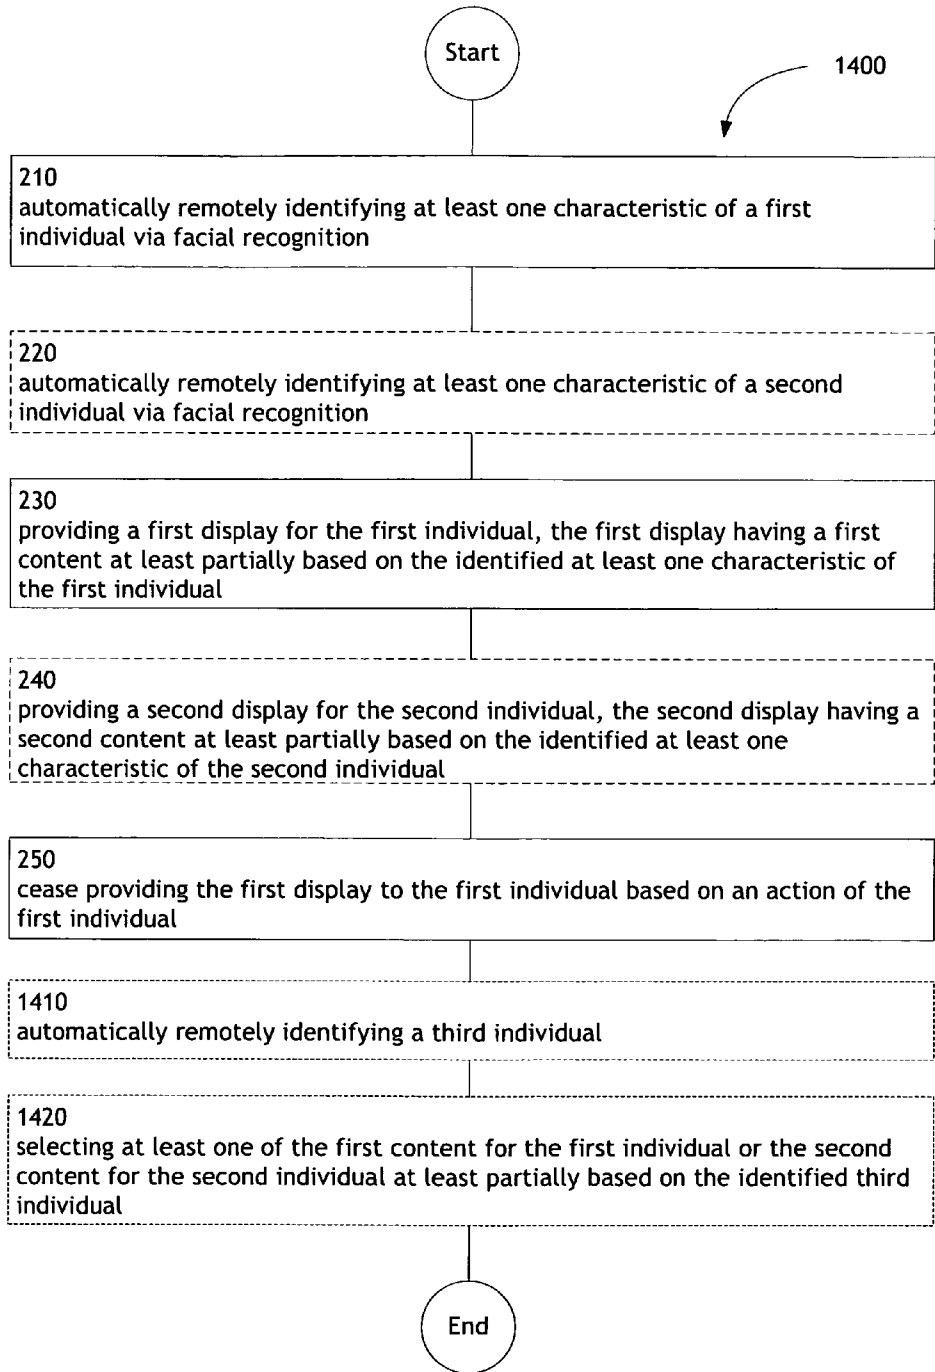 Start
1400
210
automatically remotely identifying at least one characteristic of a first
individual via facial recognition
220
automatically remotely identifying at least one characteristic of a second
individual via facial recognition
230
providing a first display for the first individual, the first display having a first
content at least partially based on the identified at least one characteristic of
the first individual
240
providing a second display for the second individual, the second display having a
second content at least partially based on the identified at least one
characteristic of the second individual
250
cease providing the first display to the first individual based on an action of the
first individual
1410
automatically remotely identifying a third individual
1420
selecting at least one of the first content for the first individual or the second
content for the second individual at least partially based on the identified third
individual
End